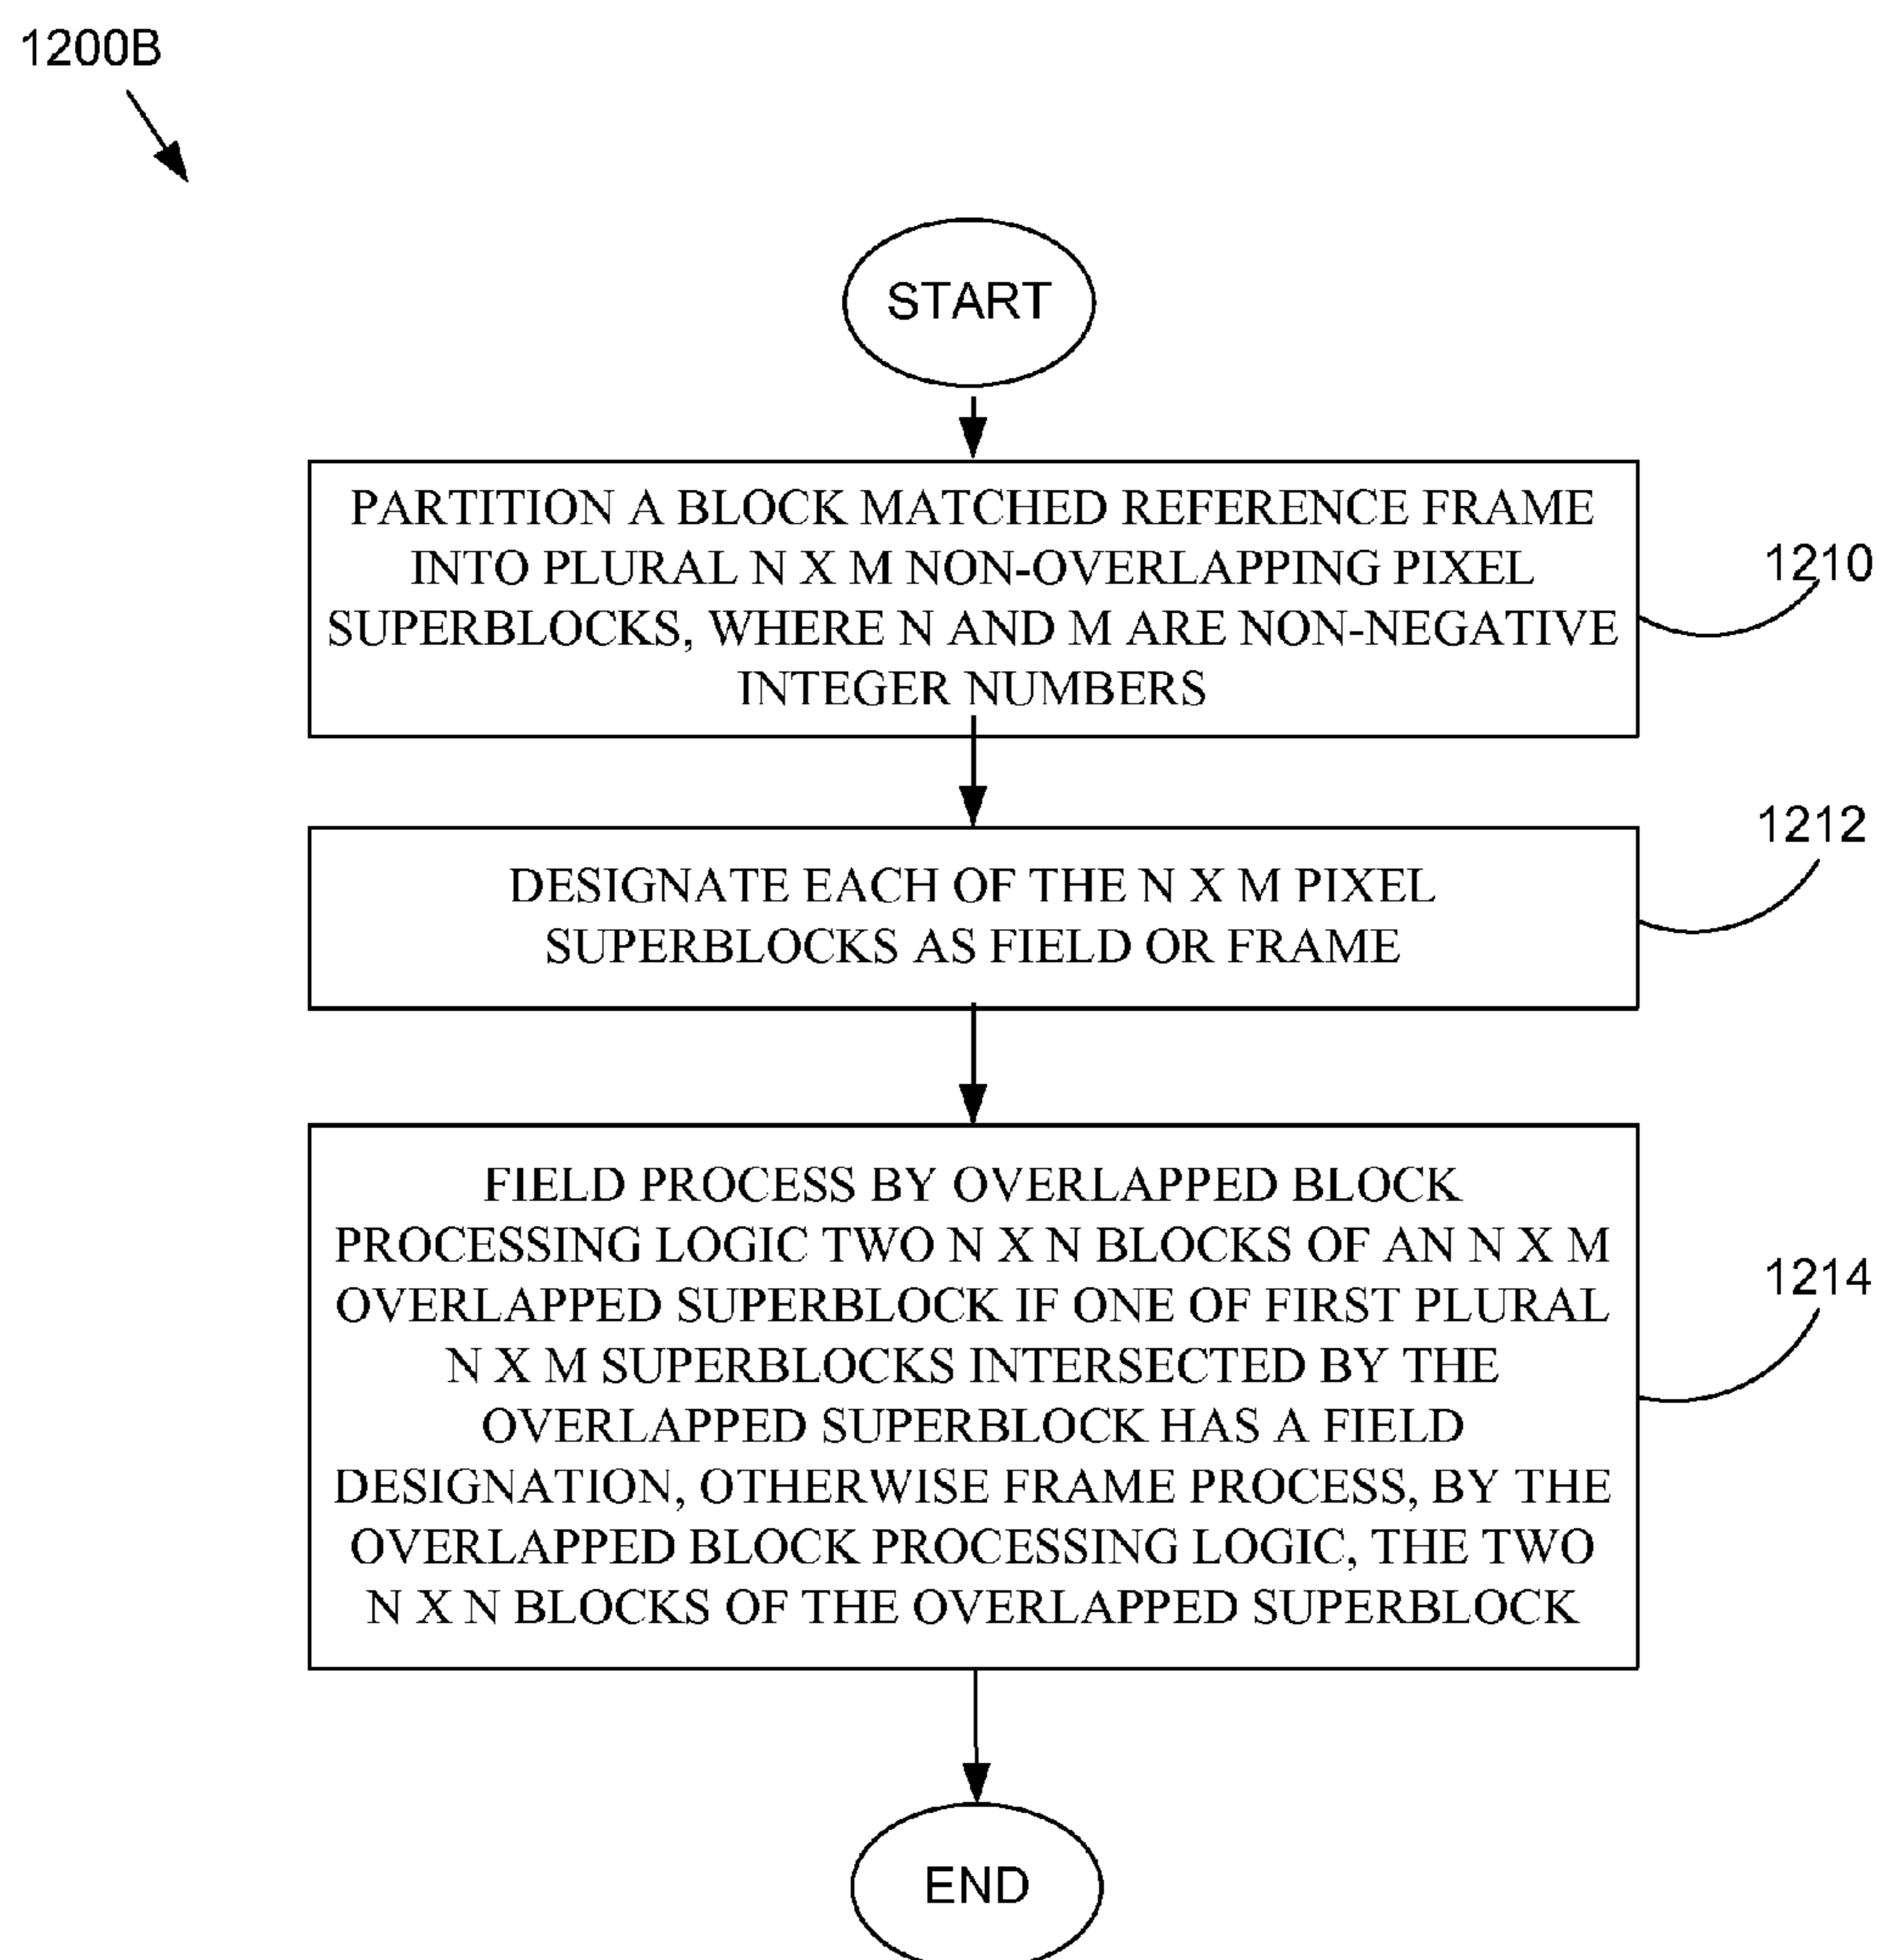 1200B
START
PARTITION A BLOCK MATCHED REFERENCE FRAME
INTO PLURAL N X M NON-OVERLAPPING PIXEL
SUPERBLOCKS, WHERE N AND M ARE NON-NEGATIVE
INTEGER NUMBERS
1210
DESIGNATE EACH OF THE N X M PIXEL
SUPERBLOCKS AS FIELD OR FRAME
1212
FIELD PROCESS BY OVERLAPPED BLOCK
PROCESSING LOGIC TWO N X N BLOCKS OF AN N X M
OVERLAPPED SUPERBLOCK IF ONE OF FIRST PLURAL
N X M SUPERBLOCKS INTERSECTED BY THE
OVERLAPPED SUPERBLOCK HAS A FIELD
DESIGNATION, OTHERWISE FRAME PROCESS, BY THE
OVERLAPPED BLOCK PROCESSING LOGIC, THE TWO
N X N BLOCKS OF THE OVERLAPPED SUPERBLOCK
1214
END